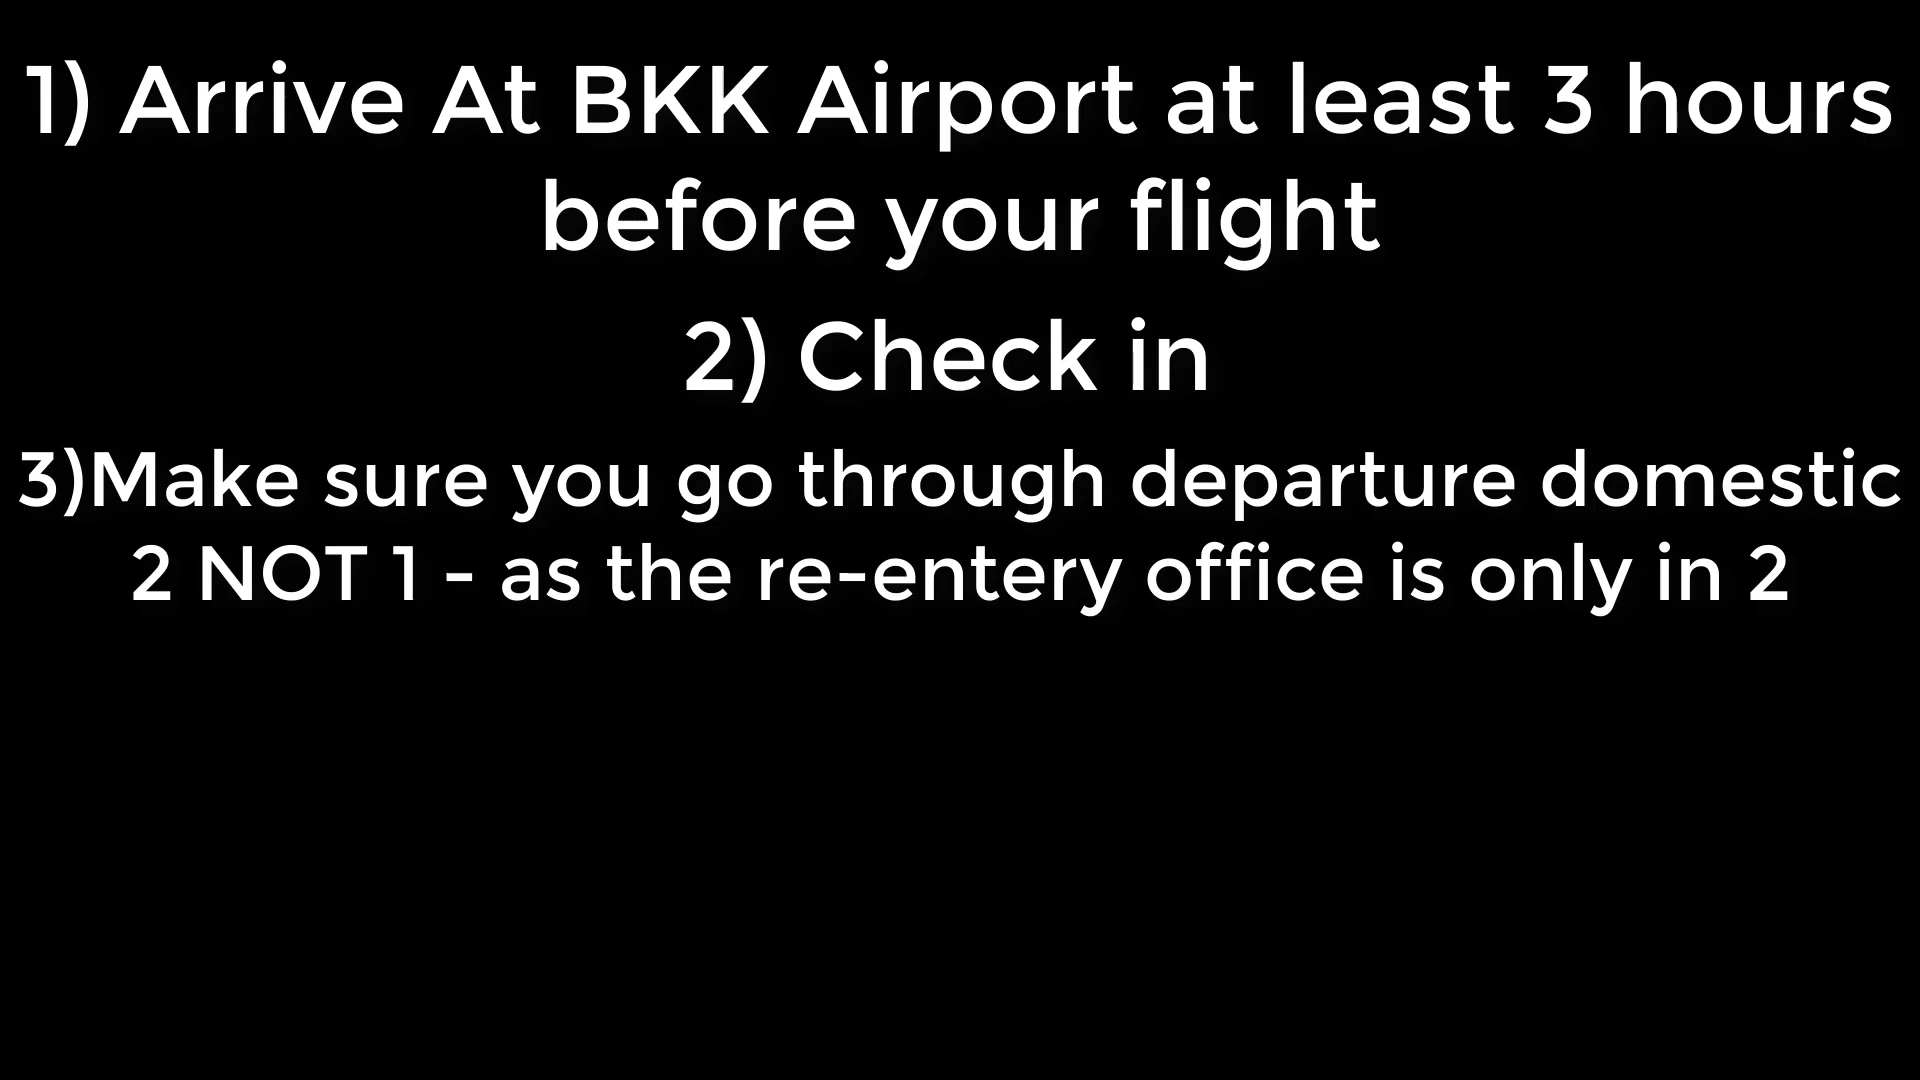 1) Arrive At BKK Airport at least 3 hours
before your flight
2) Check in
3)Make sure you go through departure domestic
2 NOT 1 - as the re-entery office is only in 2